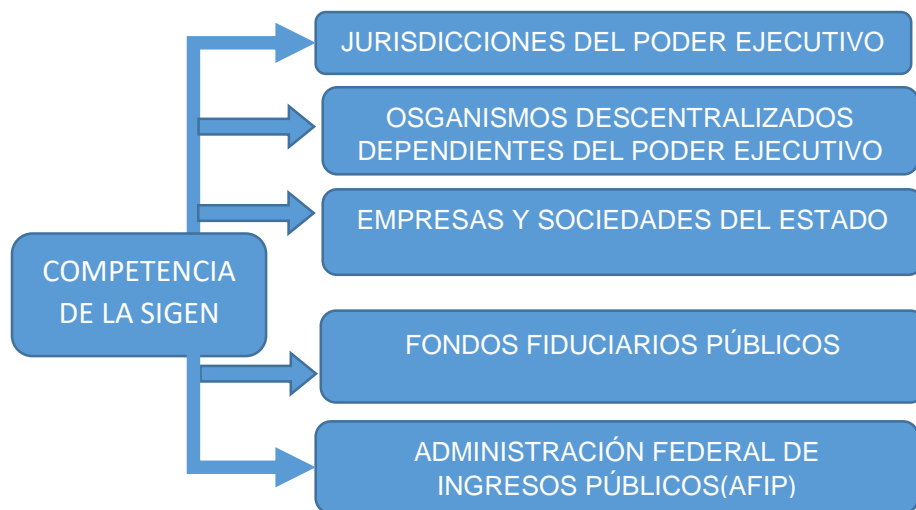 JURISDICCIONES DEL PODER EJECUTIVO
OSGANISMOS DESCENTRALIZADOS
DEPENDIENTES DEL PODER EJECUTIVO
EMPRESAS Y SOCIEDADES DEL ESTADO
COMPETENCIA
DE LA SIGEN
FONDOS FIDUCIARIOS PÚBLICOS
ADMINISTRACIÓN FEDERAL DE
INGRESOS PÚBLICOS(AFIP)